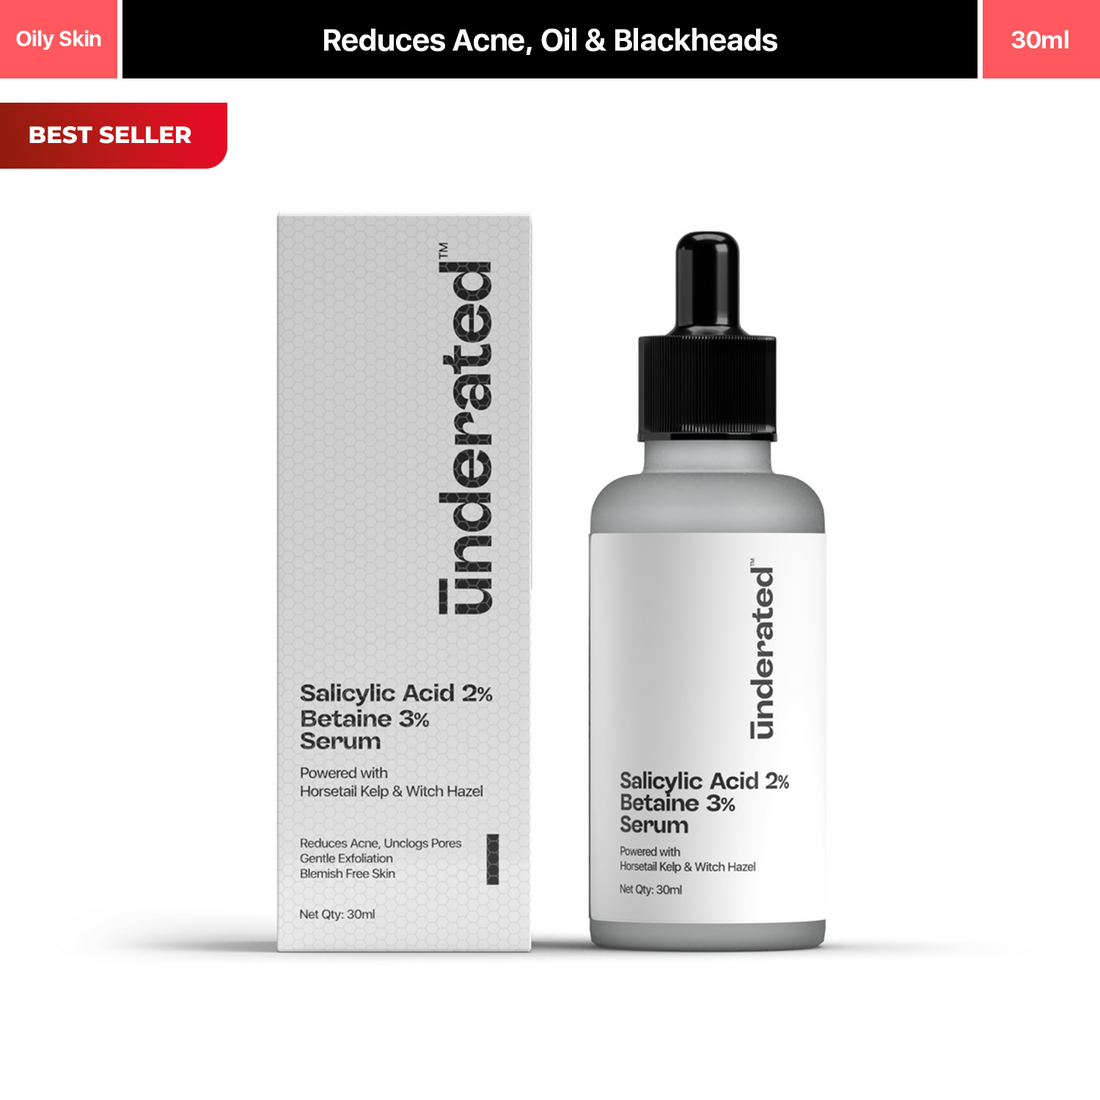 Oily Skin
Reduces Acne, Oil & Blackheads
30ml
BEST SELLER
ūnderated™
Salicylic Acid 2%
Betaine 3%
Serum
Powered with
Horsetail Kelp & Witch Hazel
Reduces Acne, Unclogs Pores
Gentle Exfoliation
Blemish Free Skin
Net Qty: 30ml
ūnderated™
Salicylic Acid 2%
Betaine 3%
Serum
Powered with
Horsetail Kelp & Witch Hazel
Net Qty: 30ml